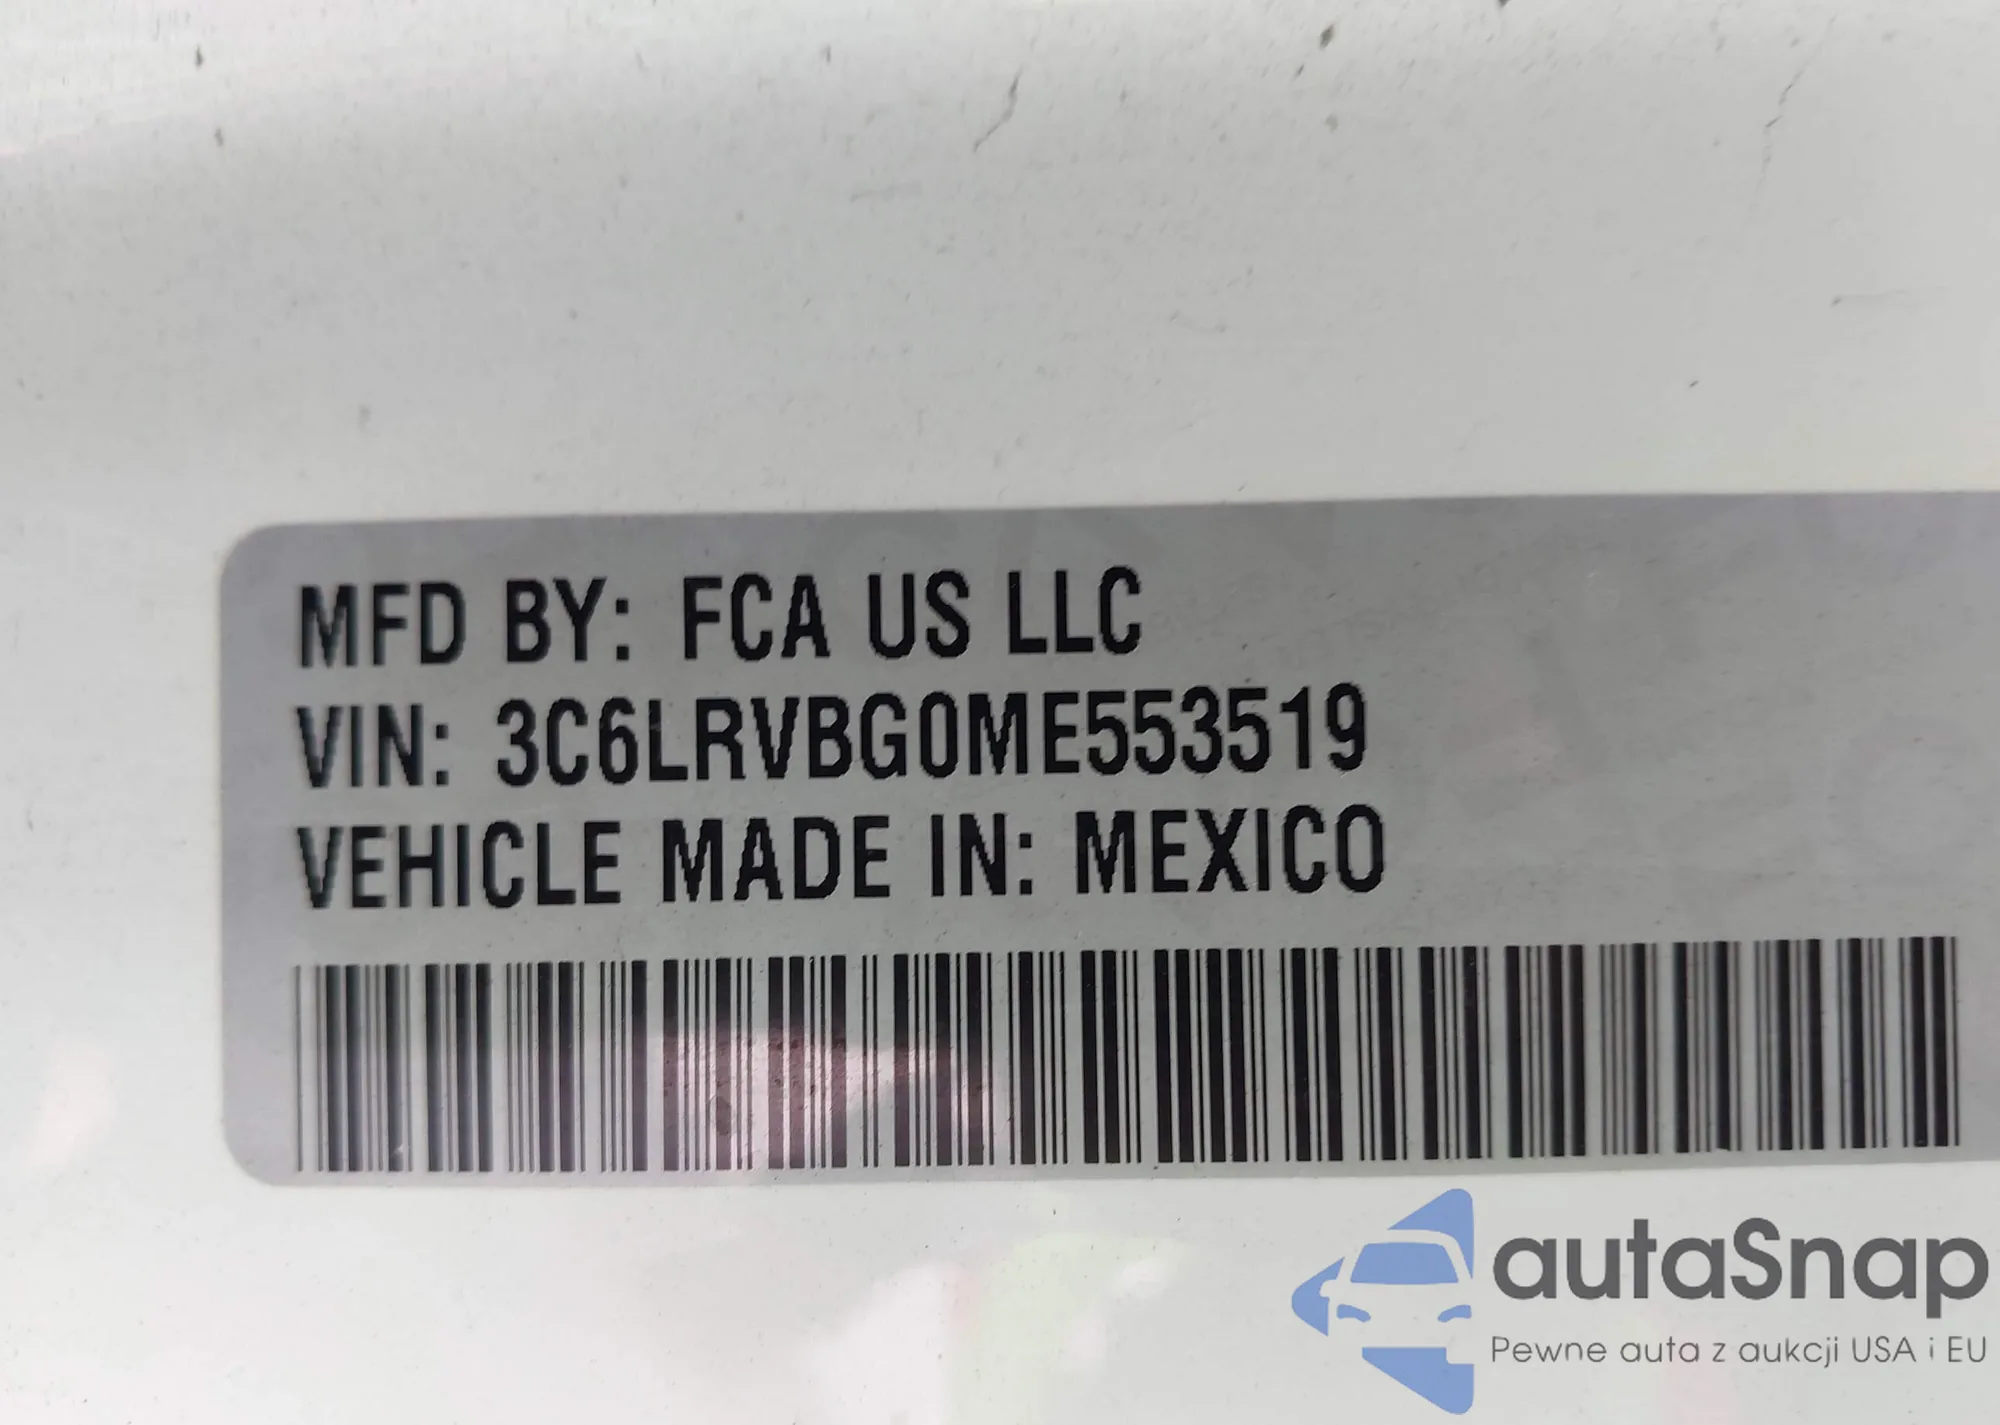 MFD BY: FCA US LLC
VIN: 3C6LRVBG0ME553519
VEHICLE MADE IN: MEXICO
autaSnap
Pewne auta z aukcji USA i EU